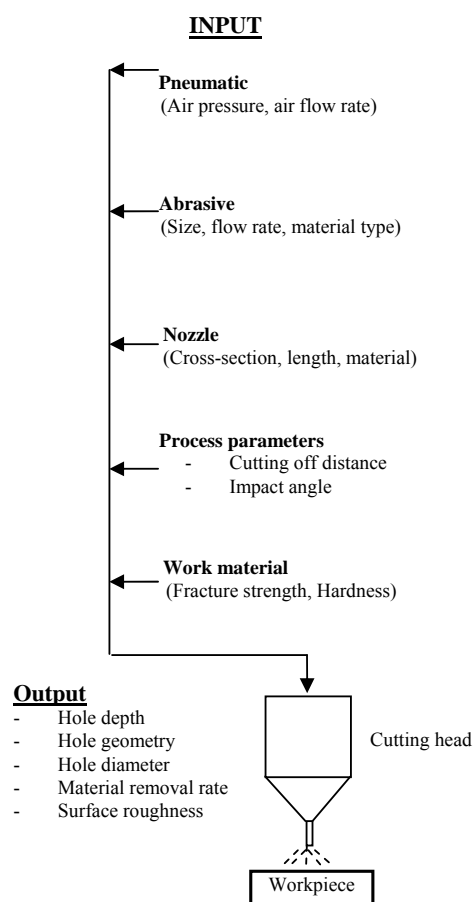 INPUT
Pneumatic
(Air pressure, air flow rate)
Abrasive
(Size, flow rate, material type)
Nozzle
(Cross-section, length, material)
Process parameters
- Cutting off distance
- Impact angle
Work material
(Fracture strength, Hardness)
Output
- Hole depth
- Hole geometry
- Hole diameter
- Material removal rate
- Surface roughness
Cutting head
Workpiece